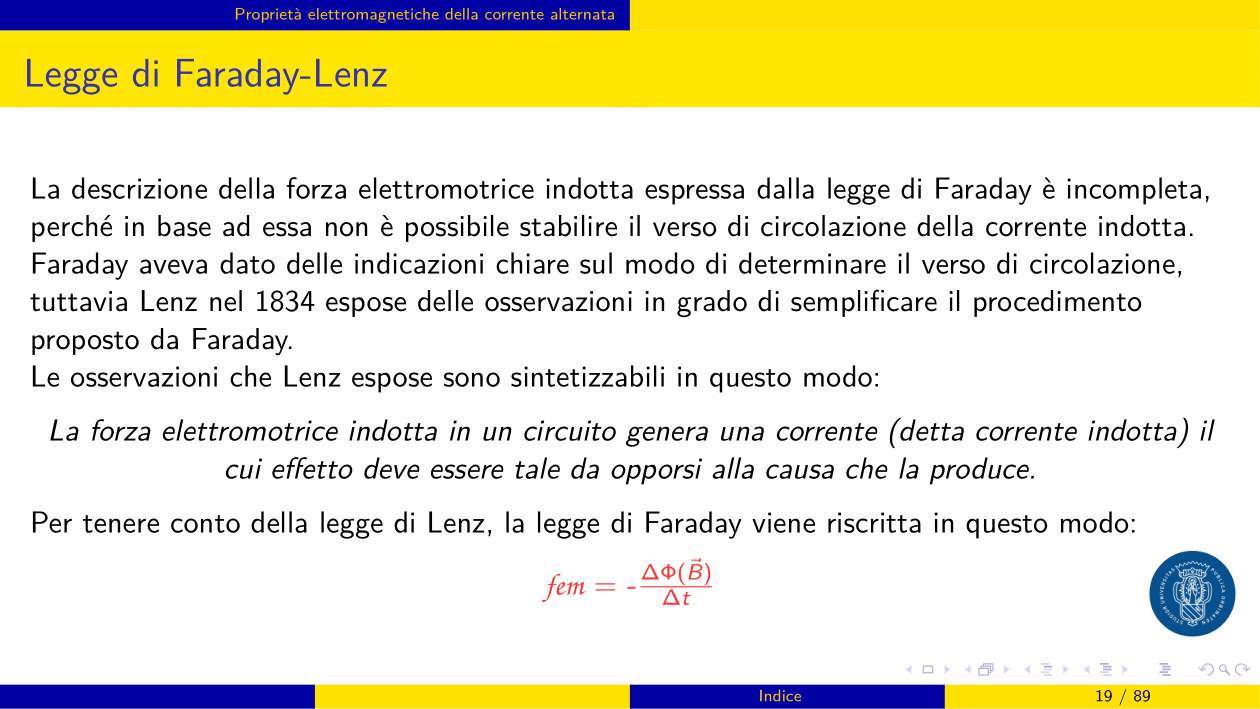 Proprietà elettromagnetiche della corrente alternata
Legge di Faraday-Lenz
La descrizione della forza elettromotrice indotta espressa dalla legge di Faraday è incompleta,
perché in base ad essa non è possibile stabilire il verso di circolazione della corrente indotta.
Faraday aveva dato delle indicazioni chiare sul modo di determinare il verso di circolazione,
tuttavia Lenz nel 1834 espose delle osservazioni in grado di semplificare il procedimento
proposto da Faraday.
Le osservazioni che Lenz espose sono sintetizzabili in questo modo:
La forza elettromotrice indotta in un circuito genera una corrente (detta corrente indotta) il
cui effetto deve essere tale da opporsi alla causa che la produce.
Per tenere conto della legge di Lenz, la legge di Faraday viene riscritta in questo modo:
fem = -ΔΦ(B⃗)/Δt
Indice
19 / 89